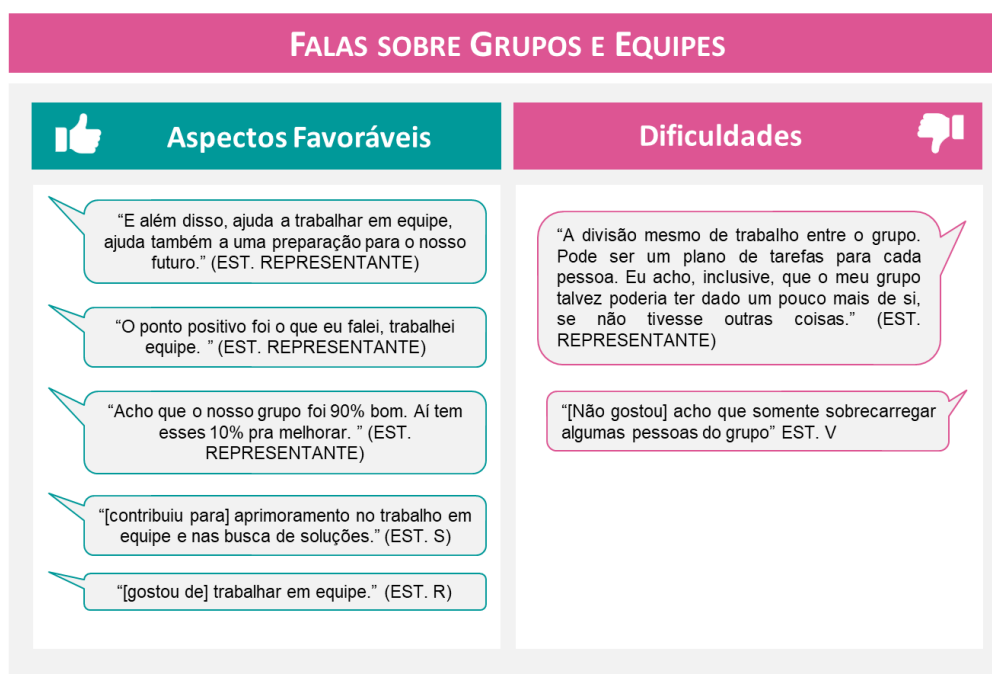 FALAS SOBRE GRUPOS E EQUIPES
Aspectos Favoráveis
“E além disso, ajuda a trabalhar em equipe,
ajuda também a uma preparação para o nosso
futuro.” (EST. REPRESENTANTE)
“O ponto positivo foi o que eu falei, trabalhei
equipe. ” (EST. REPRESENTANTE)
“Acho que o nosso grupo foi 90% bom. Aí tem
esses 10% pra melhorar. ” (EST.
REPRESENTANTE)
“[contribuiu para] aprimoramento no trabalho em
equipe e nas busca de soluções.” (EST. S)
“[gostou de] trabalhar em equipe.” (EST. R)
Dificuldades
“A divisão mesmo de trabalho entre o grupo.
Pode ser um plano de tarefas para cada
pessoa. Eu acho, inclusive, que o meu grupo
talvez poderia ter dado um pouco mais de si,
se não tivesse outras coisas.” (EST.
REPRESENTANTE)
“[Não gostou] acho que somente sobrecarregar
algumas pessoas do grupo” EST. V